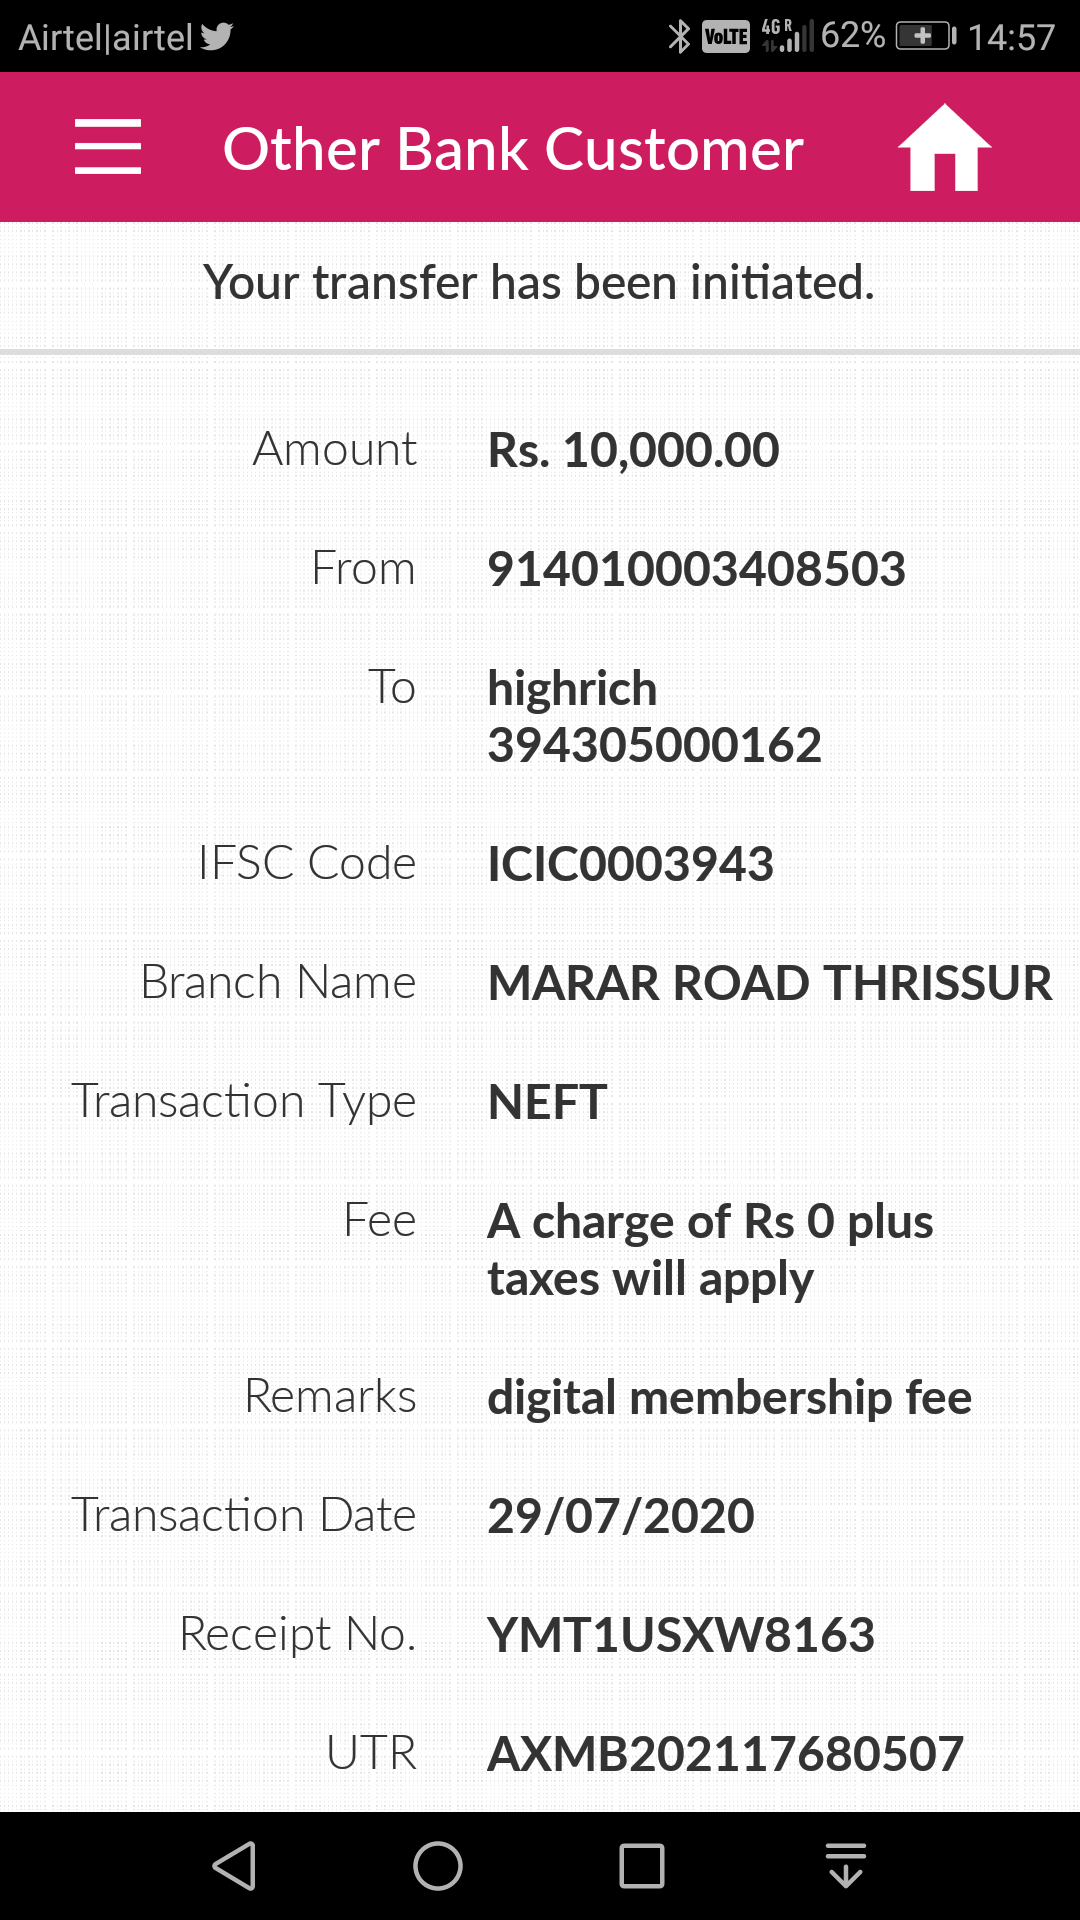 Airtel|airtel VoLTE 4G R 62% 14:57
Other Bank Customer
Your transfer has been initiated.
Amount Rs. 10,000.00
From 914010003408503
To highrich
394305000162
IFSC Code ICIC0003943
Branch Name MARAR ROAD THRISSUR
Transaction Type NEFT
Fee A charge of Rs 0 plus
taxes will apply
Remarks digital membership fee
Transaction Date 29/07/2020
Receipt No. YMT1USXW8163
UTR AXMB202117680507